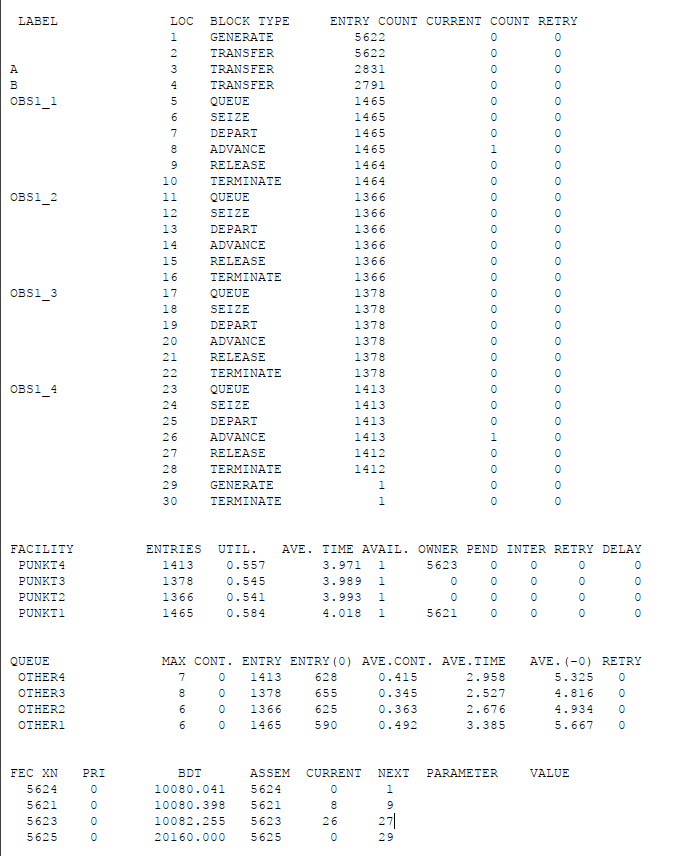 LABEL LOC BLOCK TYPE ENTRY COUNT CURRENT COUNT RETRY
1 GENERATE 5622 0 0
2 TRANSFER 5622 0 0
A 3 TRANSFER 2831 0 0
B 4 TRANSFER 2791 0 0
OBS1_1 5 QUEUE 1465 0 0
6 SEIZE 1465 0 0
7 DEPART 1465 0 0
8 ADVANCE 1465 1 0
9 RELEASE 1464 0 0
10 TERMINATE 1464 0 0
OBS1_2 11 QUEUE 1366 0 0
12 SEIZE 1366 0 0
13 DEPART 1366 0 0
14 ADVANCE 1366 0 0
15 RELEASE 1366 0 0
16 TERMINATE 1366 0 0
OBS1_3 17 QUEUE 1378 0 0
18 SEIZE 1378 0 0
19 DEPART 1378 0 0
20 ADVANCE 1378 0 0
21 RELEASE 1378 0 0
22 TERMINATE 1378 0 0
OBS1_4 23 QUEUE 1413 0 0
24 SEIZE 1413 0 0
25 DEPART 1413 0 0
26 ADVANCE 1413 1 0
27 RELEASE 1412 0 0
28 TERMINATE 1412 0 0
29 GENERATE 1 0 0
30 TERMINATE 1 0 0
FACILITY ENTRIES UTIL. AVE. TIME AVAIL. OWNER PEND INTER RETRY DELAY
PUNKT4 1413 0.557 3.971 1 5623 0 0 0 0
PUNKT3 1378 0.545 3.989 1 0 0 0 0 0
PUNKT2 1366 0.541 3.993 1 0 0 0 0 0
PUNKT1 1465 0.584 4.018 1 5621 0 0 0 0
QUEUE MAX CONT. ENTRY ENTRY(0) AVE.CONT. AVE.TIME AVE.(-0) RETRY
OTHER4 7 0 1413 628 0.415 2.958 5.325 0
OTHER3 8 0 1378 655 0.345 2.527 4.816 0
OTHER2 6 0 1366 625 0.363 2.676 4.934 0
OTHER1 6 0 1465 590 0.492 3.385 5.667 0
FEC XN PRI BDT ASSEM CURRENT NEXT PARAMETER VALUE
5624 0 10080.041 5624 0 1
5621 0 10080.398 5621 8 9
5623 0 10082.255 5623 26 27
5625 0 20160.000 5625 0 29